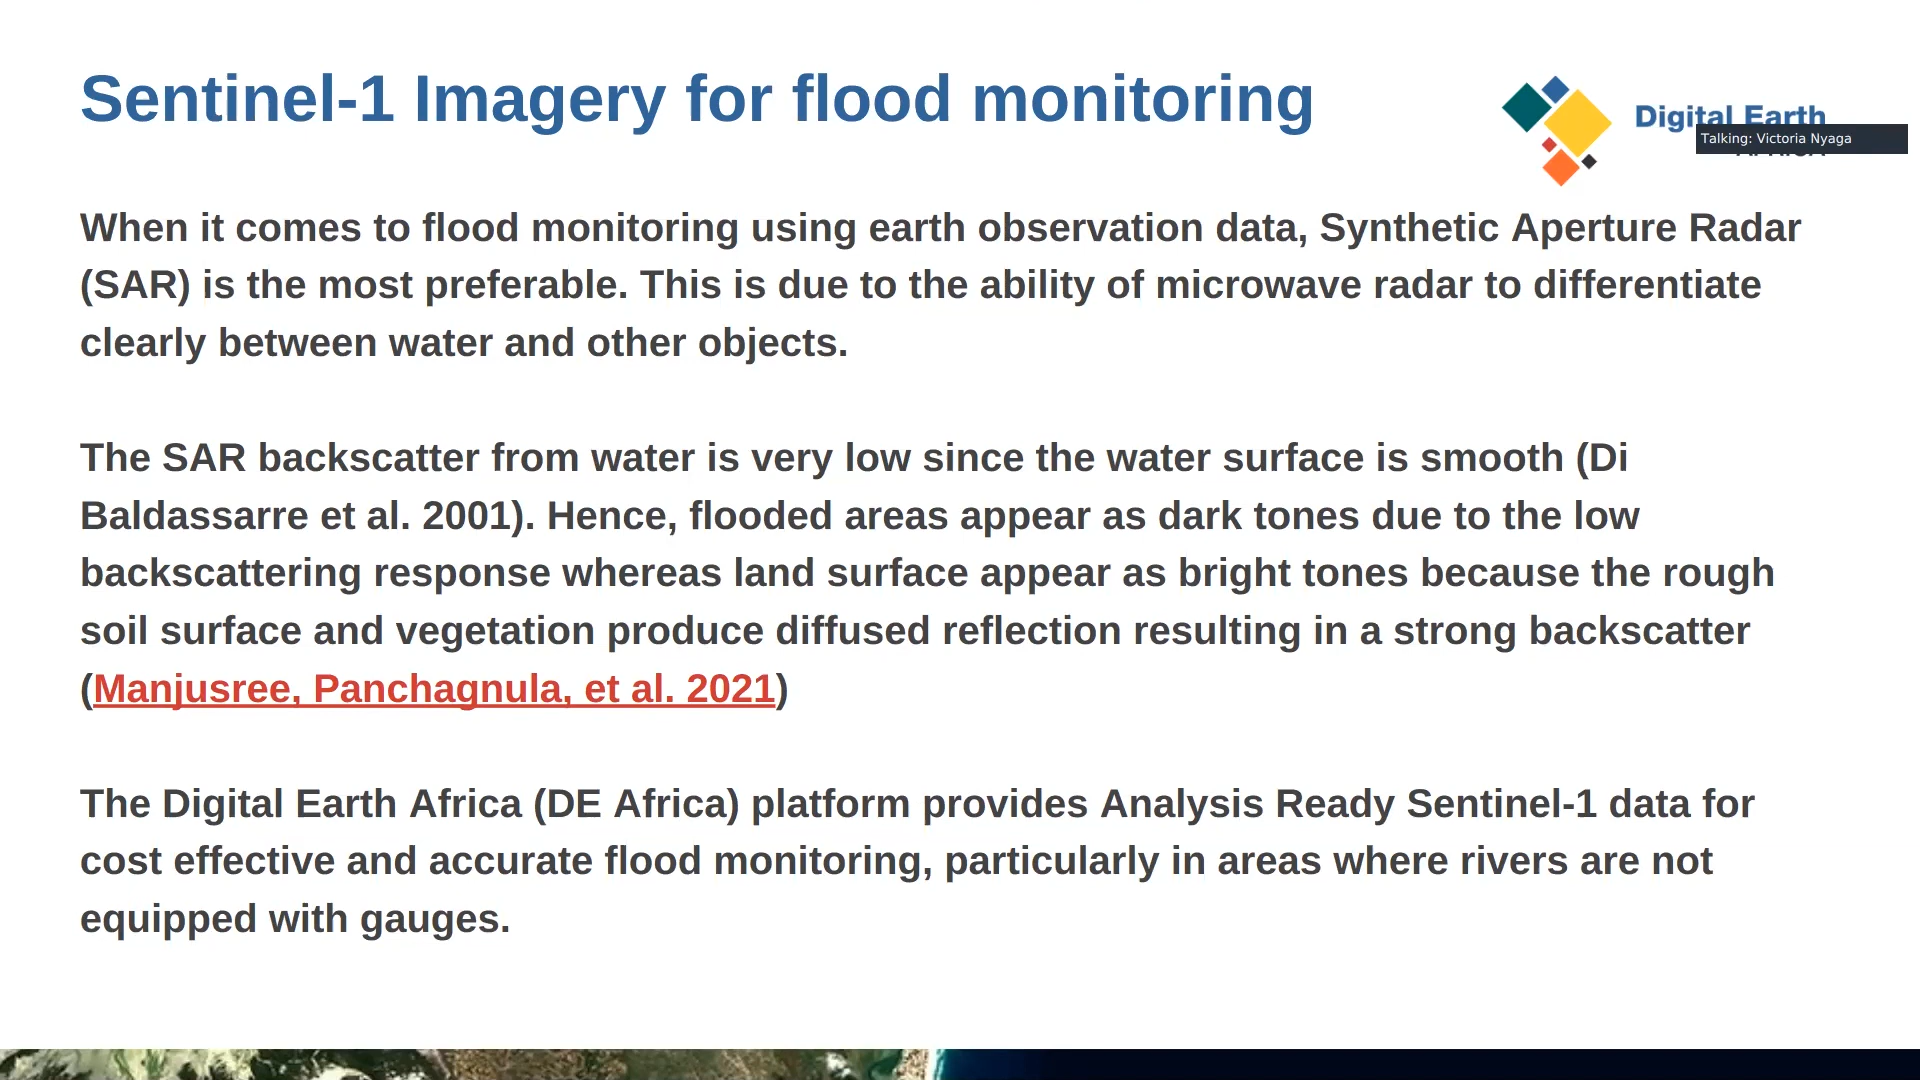 Sentinel-1 Imagery for flood monitoring
Digital Earth
Talking: Victoria Nyaga
When it comes to flood monitoring using earth observation data, Synthetic Aperture Radar
(SAR) is the most preferable. This is due to the ability of microwave radar to differentiate
clearly between water and other objects.
The SAR backscatter from water is very low since the water surface is smooth (Di
Baldassarre et al. 2001). Hence, flooded areas appear as dark tones due to the low
backscattering response whereas land surface appear as bright tones because the rough
soil surface and vegetation produce diffused reflection resulting in a strong backscatter
(Manjusree, Panchagnula, et al. 2021)
The Digital Earth Africa (DE Africa) platform provides Analysis Ready Sentinel-1 data for
cost effective and accurate flood monitoring, particularly in areas where rivers are not
equipped with gauges.